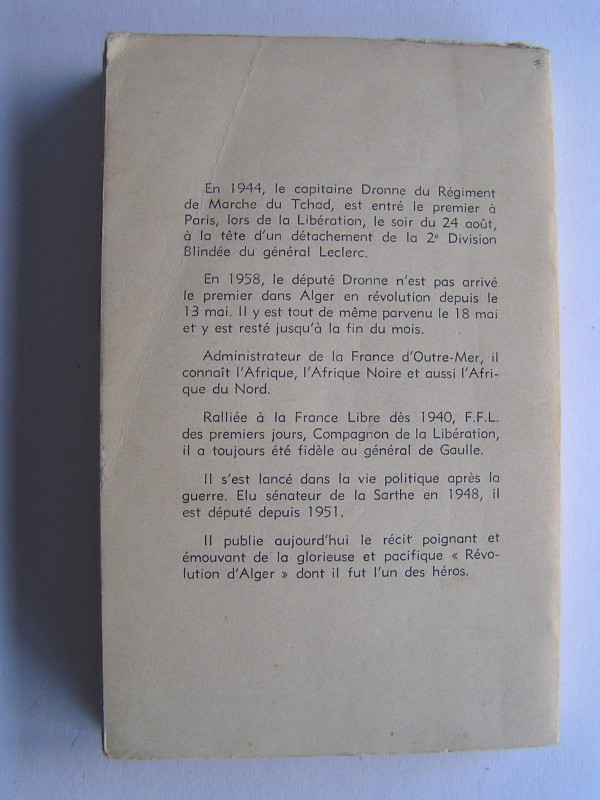 En 1944, le capitaine Dronne du Régiment
de Marche du Tchad, est entré le premier à
Paris, lors de la Libération, le soir du 24 août,
à la tête d'un détachement de la 2e Division
Blindée du général Leclerc.
En 1958, le député Dronne n'est pas arrivé
le premier dans Alger en révolution depuis le
13 mai. Il y est tout de même parvenu le 18 mai
et y est resté jusqu'à la fin du mois.
Administrateur de la France d'Outre-Mer, il
connaît l'Afrique, l'Afrique Noire et aussi l'Afri-
que du Nord.
Ralliée à la France Libre dès 1940, F.F.L.
des premiers jours, Compagnon de la Libération,
il a toujours été fidèle au général de Gaulle.
Il s'est lancé dans la vie politique après la
guerre. Elu sénateur de la Sarthe en 1948, il
est député depuis 1951.
Il publie aujourd'hui le récit poignant et
émouvant de la glorieuse et pacifique « Révo-
lution d'Alger » dont il fut l'un des héros.